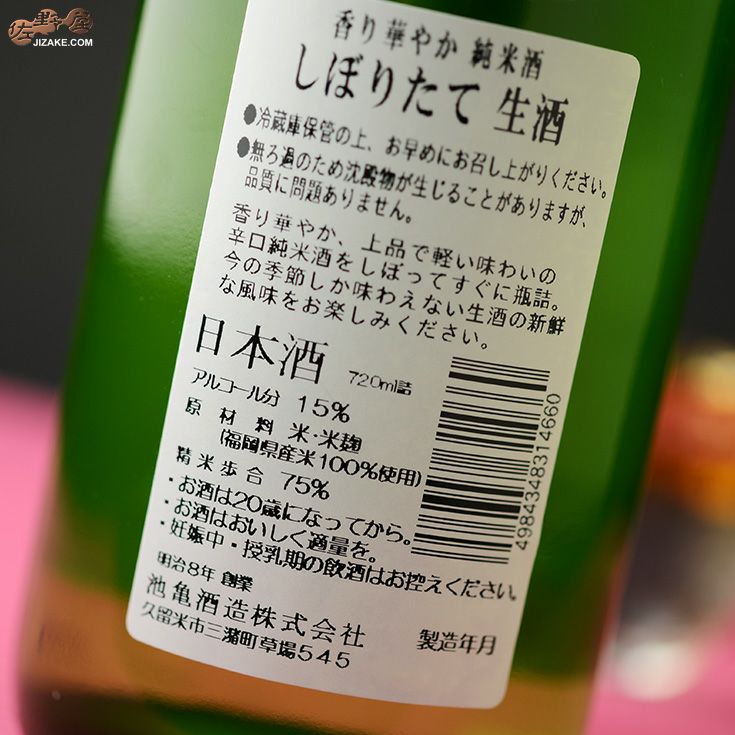 佐野屋
JIZAKE.COM
香り華やか 純米酒
しぼりたて 生酒
●冷蔵庫保管の上、お早めにお召し上がりください。
●無ろ過のため沈殿物が生じることがありますが、
品質に問題ありません。
香り華やか、上品で軽い味わいの
辛口純米酒をしぼってすぐに瓶詰。
今の季節しか味わえない生酒の新鮮
な風味をお楽しみください。
日本酒 720ml詰
アルコール分 15%
原材料 米・米麹
(福岡県産米100%使用)
精米歩合 75%
・お酒は20歳になってから。
・お酒はおいしく適量を。
・妊娠中・授乳期の飲酒はお控えください。
明治8年 創業
池亀酒造株式会社
久留米市三潴町草場545
製造年月
4984348314660